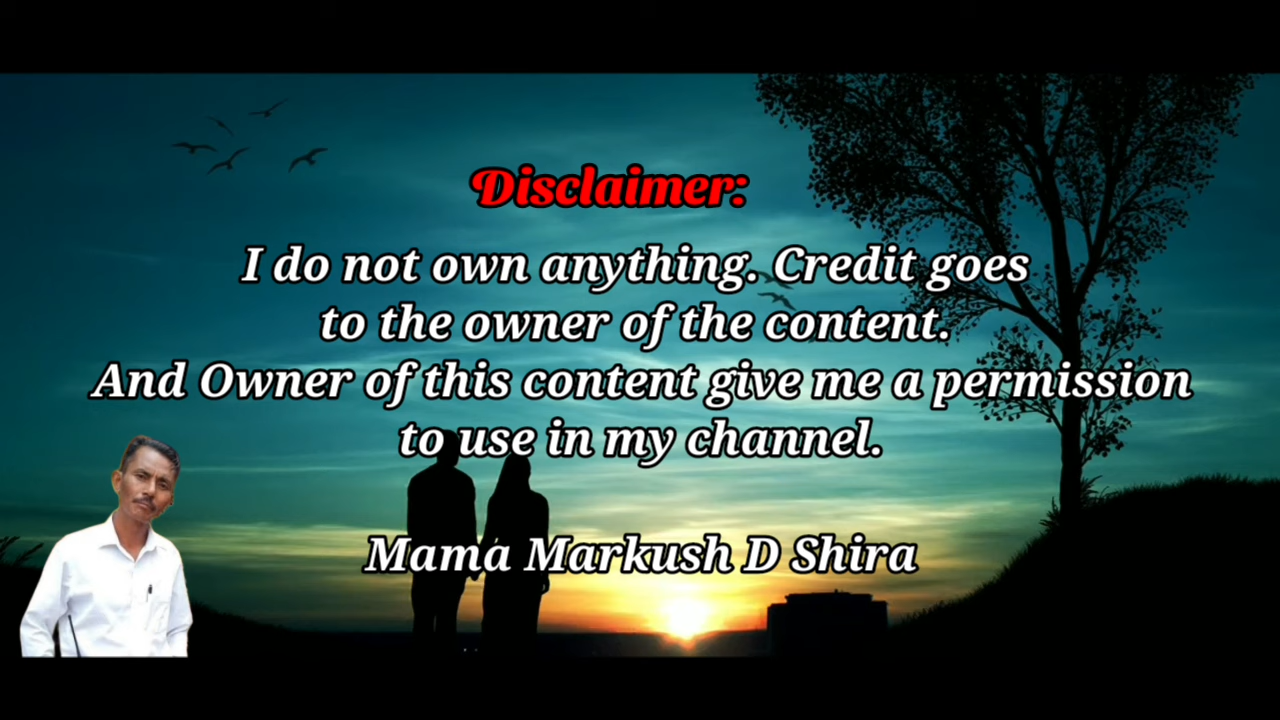 Disclaimer:
I do not own anything. Credit goes
to the owner of the content.
And Owner of this content give me a permission
to use in my channel.
Mama Markush D Shira